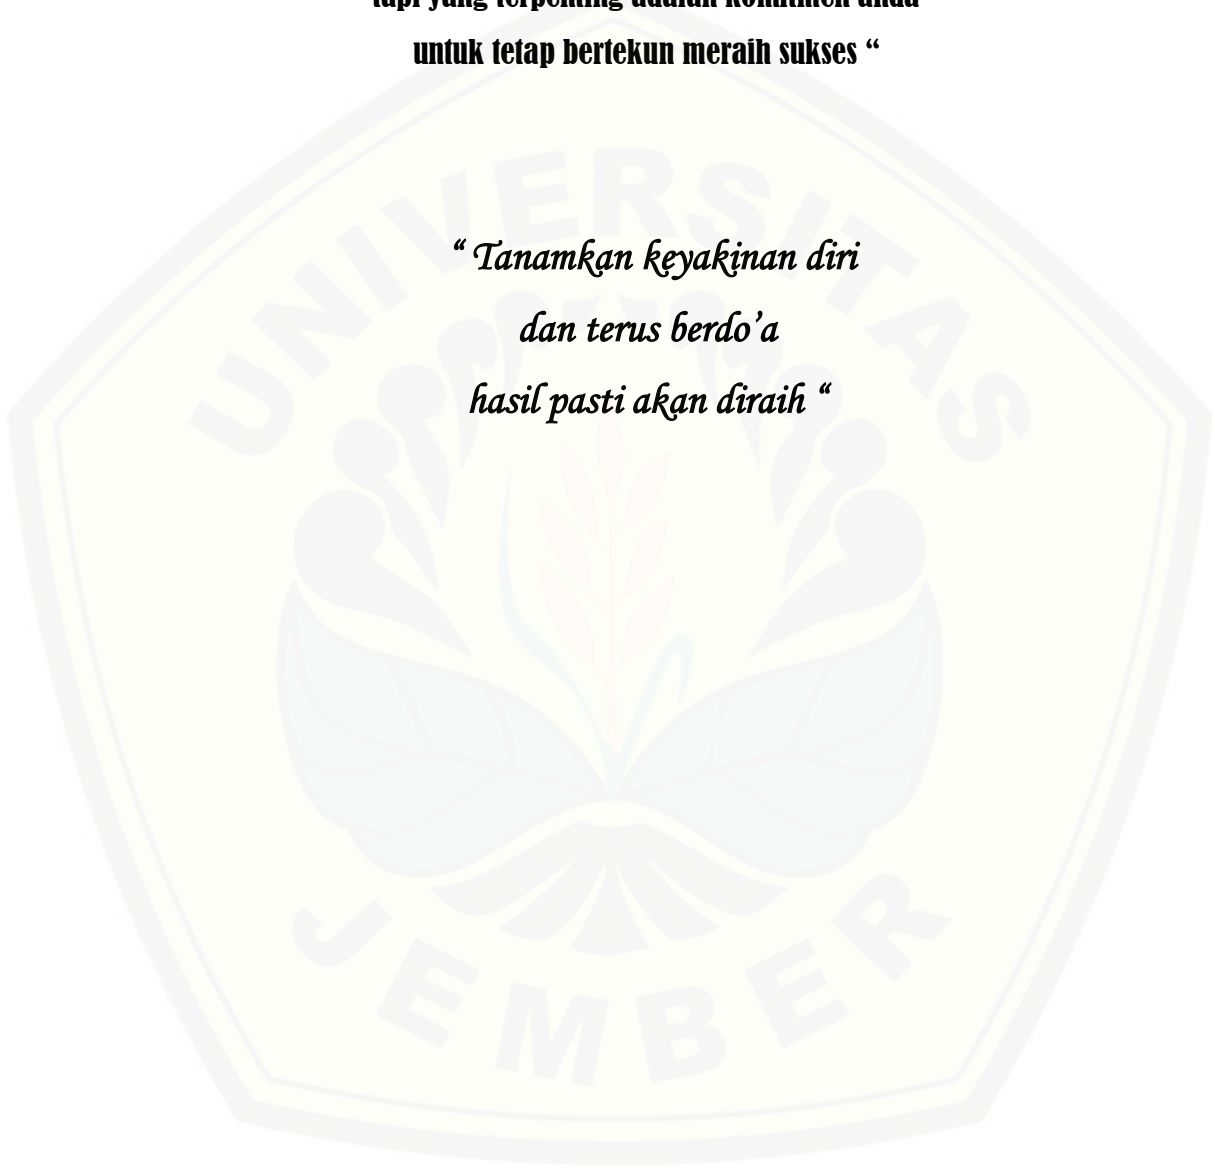 tapi yang terpenting adalah komitmen anda
untuk tetap bertekun meraih sukses “
“ Tanamkan keyakinan diri
dan terus berdo’a
hasil pasti akan diraih “
UNIVERSITAS
JEMBER